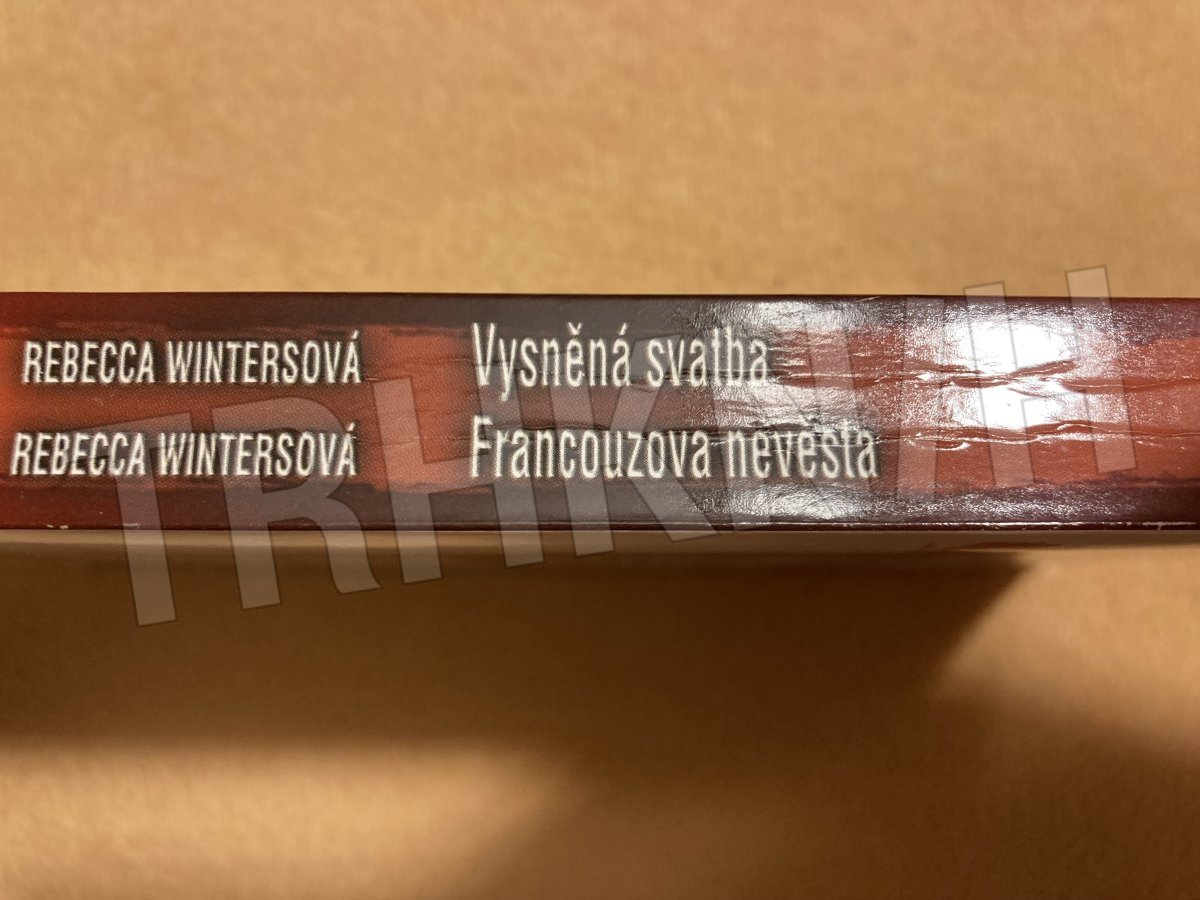 REBECCA WINTERSOVÁ Vysněná svatba
REBECCA WINTERSOVÁ Francouzova nevěsta
TRHKNIH